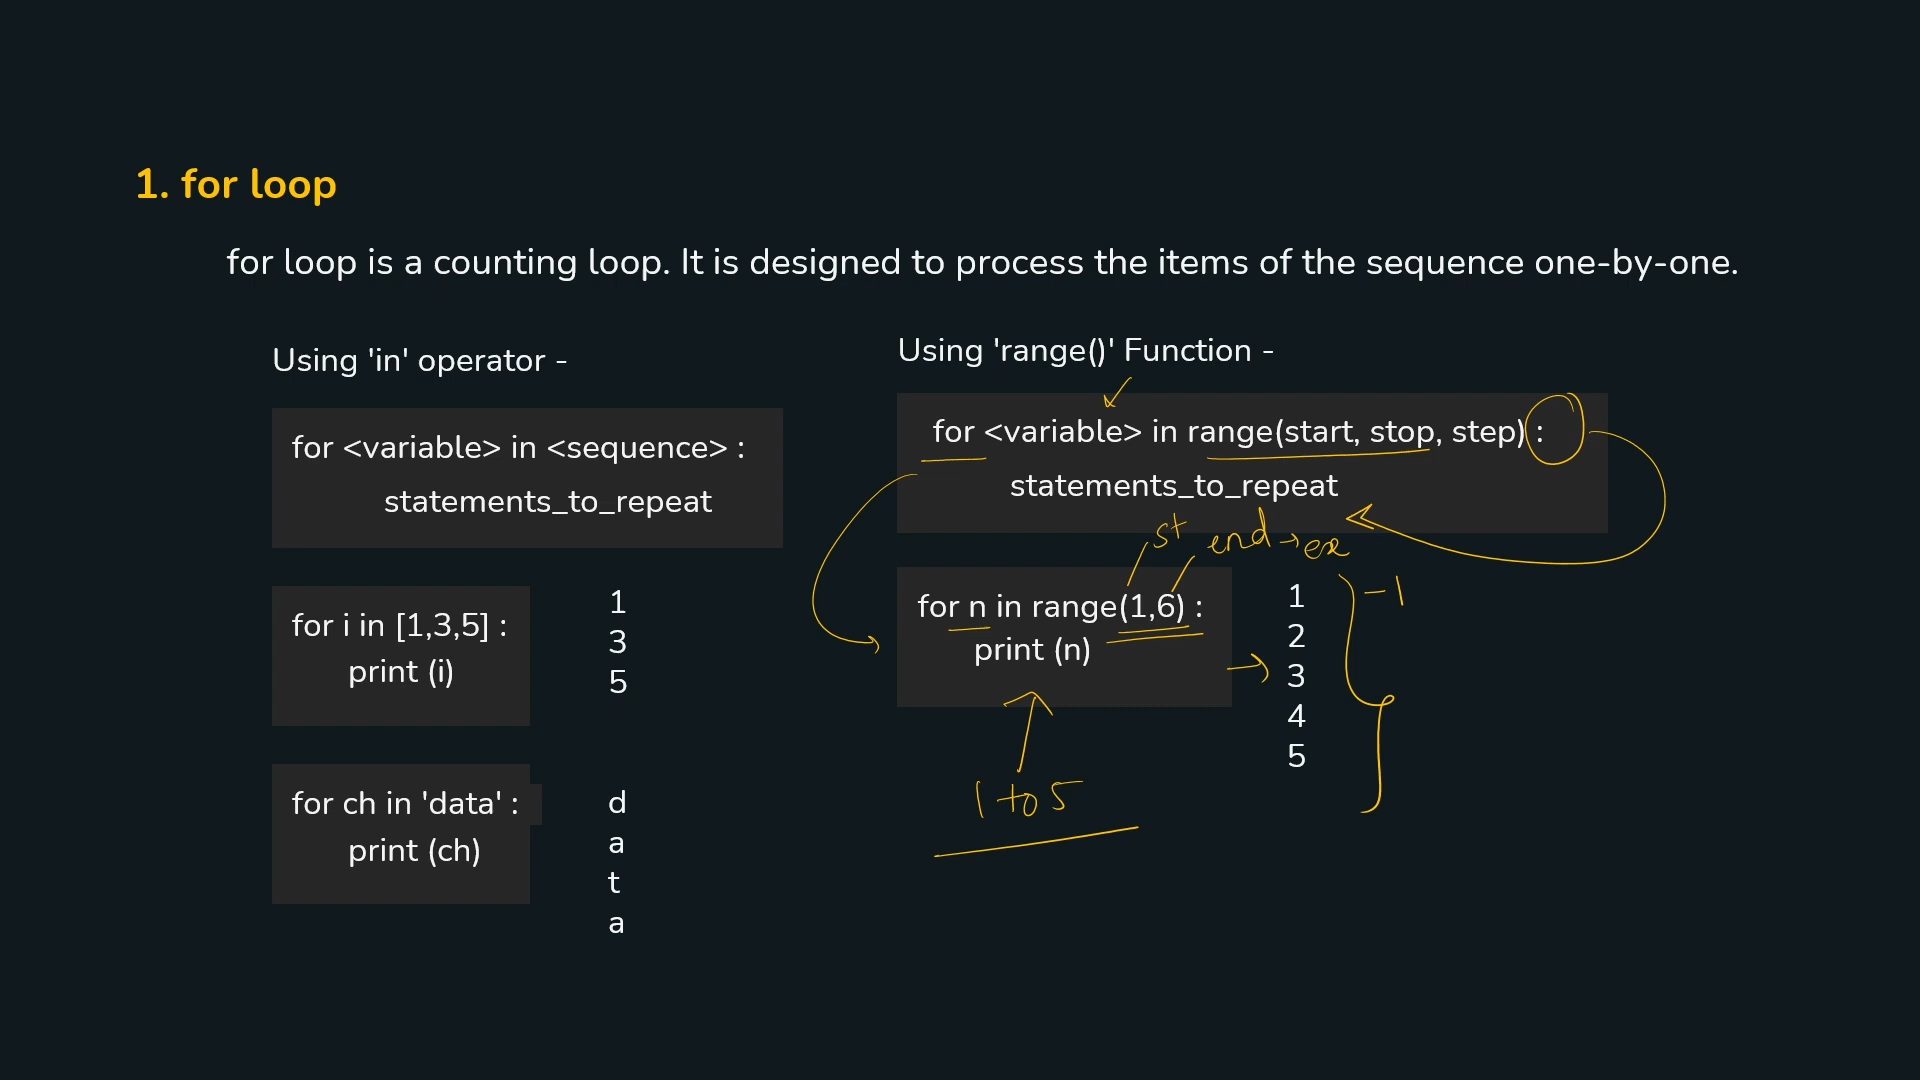 1. for loop
for loop is a counting loop. It is designed to process the items of the sequence one-by-one.
Using 'in' operator -
for <variable> in <sequence> :
statements_to_repeat
for i in [1,3,5] :
print (i)
1
3
5
for ch in 'data' :
print (ch)
d
a
t
a
Using 'range()' Function -
for <variable> in range(start, stop, step) :
statements_to_repeat
st end → ex
for n in range(1,6) :
print (n)
1
2
3
4
5
-1
1 to 5